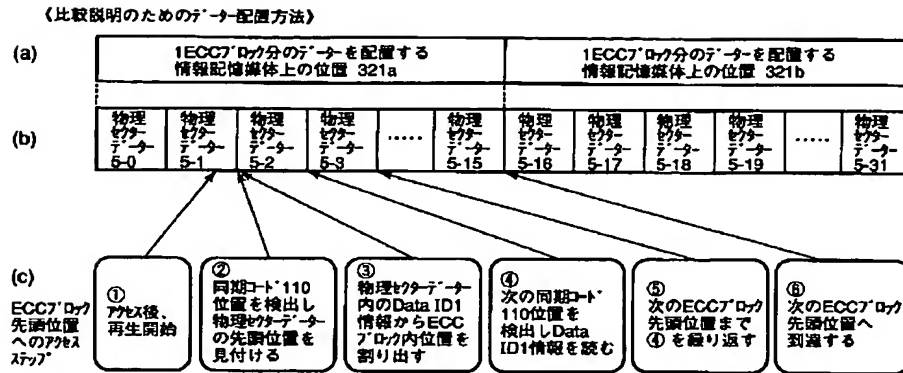 《比較説明のためのデーター配置方法》
(a)
1ECCブロック分のデーターを配置する
情報記憶媒体上の位置 321a
1ECCブロック分のデーターを配置する
情報記憶媒体上の位置 321b
(b)
物理
セクター
データー
5-0
物理
セクター
データー
5-1
物理
セクター
データー
5-2
物理
セクター
データー
5-3
.....
物理
セクター
データー
5-15
物理
セクター
データー
5-16
物理
セクター
データー
5-17
物理
セクター
データー
5-18
物理
セクター
データー
5-19
.....
物理
セクター
データー
5-31
(c)
ECCブロック
先頭位置
へのアクセス
ステップ
①
アクセス後、
再生開始
②
同期コード110
位置を検出し
物理セクターデーター
の先頭位置を
見付ける
③
物理セクターデーター
内のData ID1
情報からECC
ブロック内位置を
割り出す
④
次の同期コード
110位置を
検出しData
ID1情報を読む
⑤
次のECCブロック
先頭位置まで
④を繰り返す
⑥
次のECCブロック
先頭位置へ
到達する